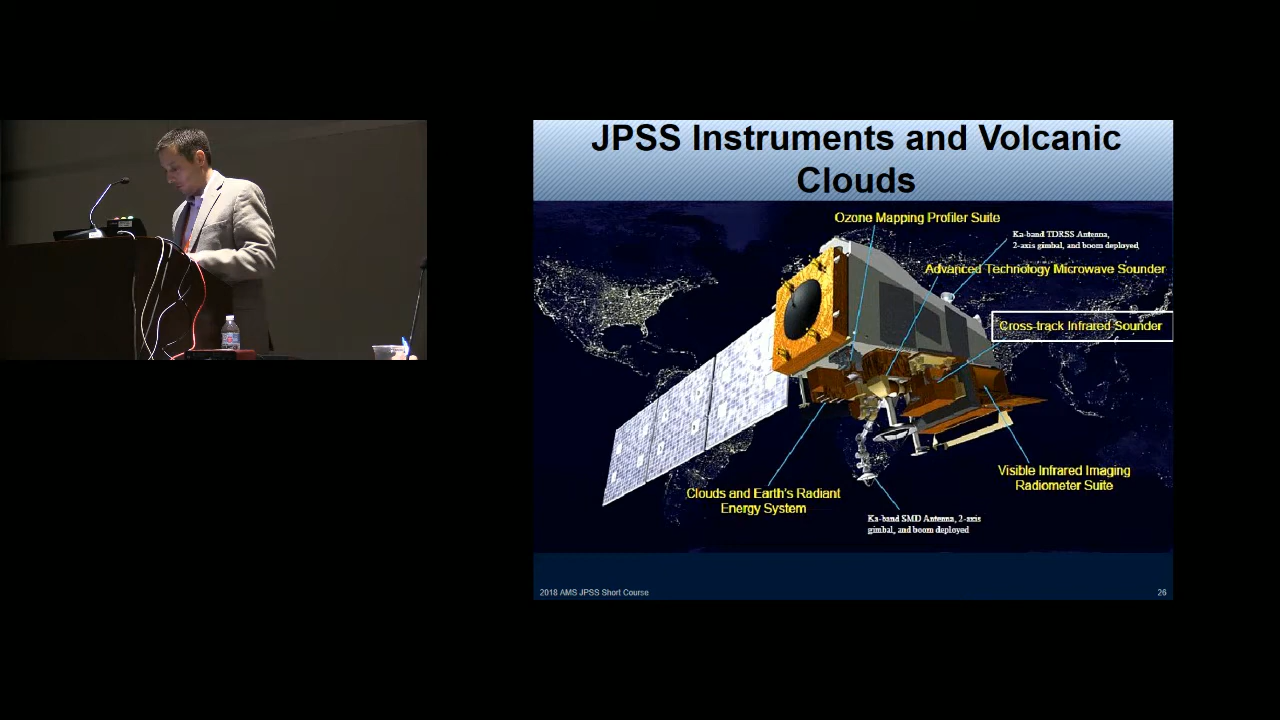 JPSS Instruments and Volcanic
Clouds
Ozone Mapping Profiler Suite
Ka-band TDRSS Antenna,
2-axis gimbal, and boom deployed,
Advanced Technology Microwave Sounder
Cross-track Infrared Sounder
Visible Infrared Imaging
Radiometer Suite
Clouds and Earth's Radiant
Energy System
Ka-band SMD Antenna, 2-axis
gimbal, and boom deployed
2018 AMS JPSS Short Course
26